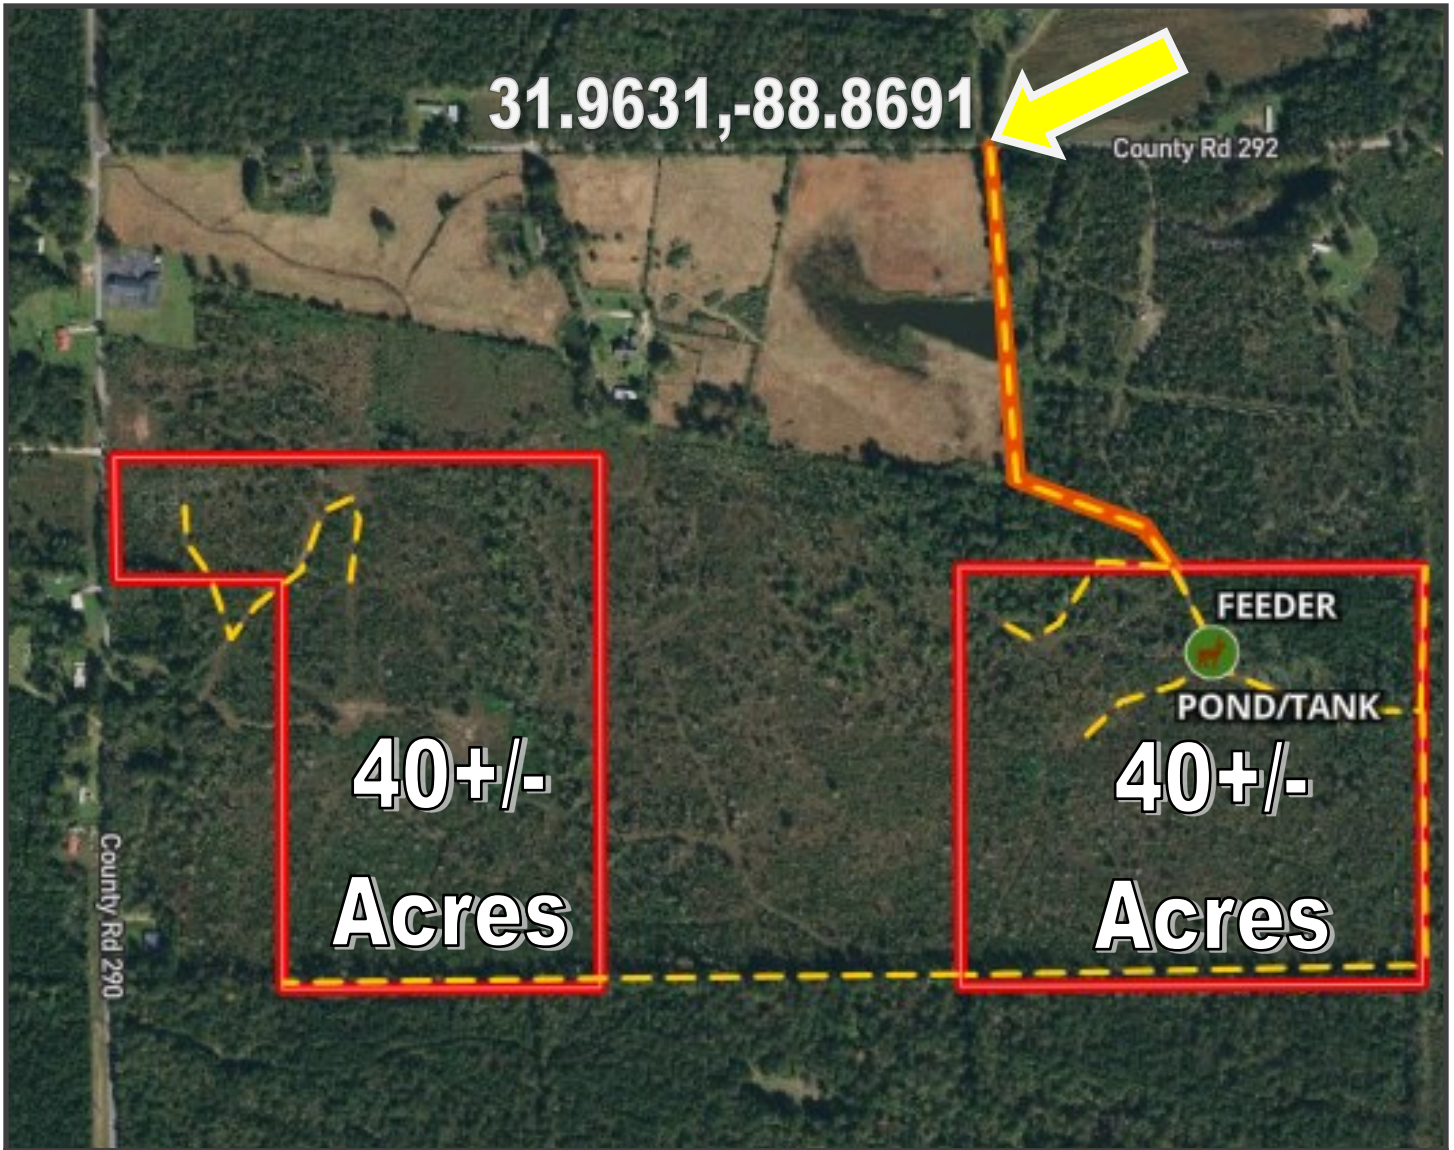 31.9631,-88.8691
County Rd 292
FEEDER
POND/TANK
40+/-
Acres
40+/-
Acres
County Rd 290